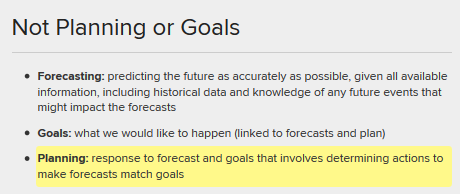 Not Planning or Goals
Forecasting: predicting the future as accurately as possible, given all available
information, including historical data and knowledge of any future events that
might impact the forecasts
Goals: what we would like to happen (linked to forecasts and plan)
Planning: response to forecast and goals that involves determining actions to
make forecasts match goals